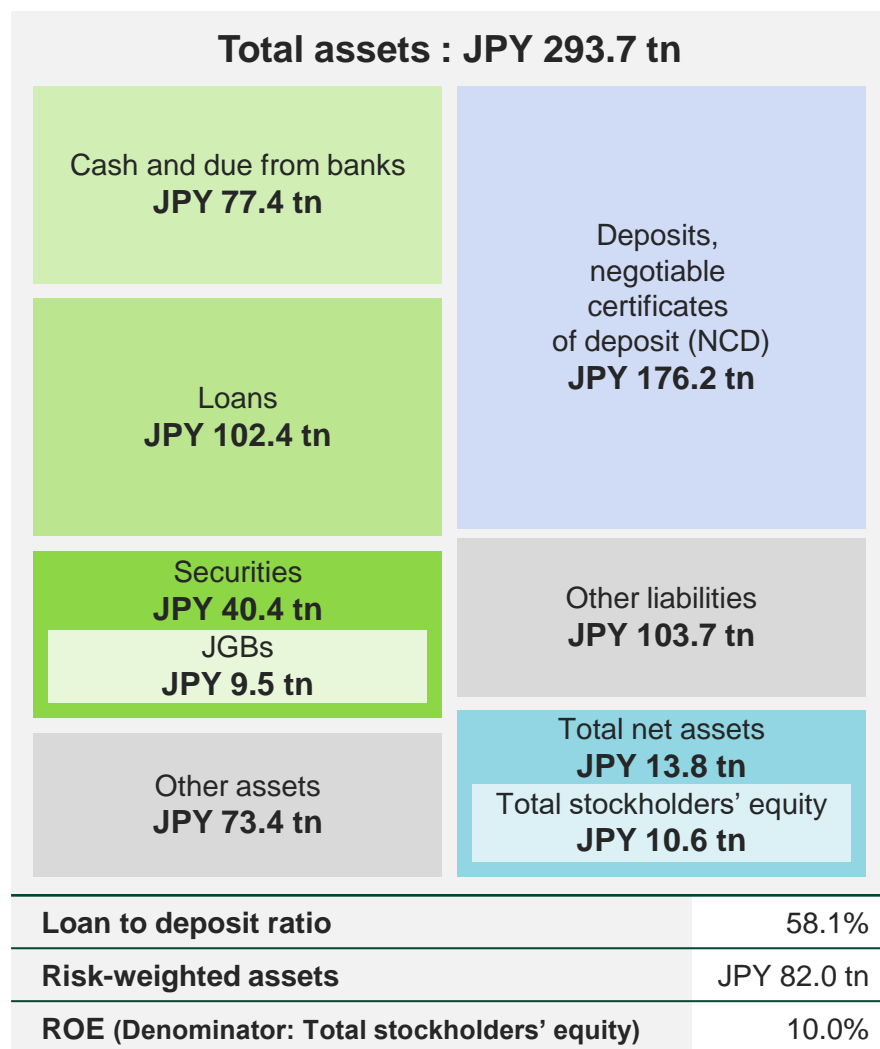 Total assets : JPY 293.7 tn
Cash and due from banks
JPY 77.4 tn
Loans
JPY 102.4 tn
Securities
JPY 40.4 tn
JGBs
JPY 9.5 tn
Other assets
JPY 73.4 tn
Deposits,
negotiable
certificates
of deposit (NCD)
JPY 176.2 tn
Other liabilities
JPY 103.7 tn
Total net assets
JPY 13.8 tn
Total stockholders’ equity
JPY 10.6 tn
Loan to deposit ratio 58.1%
Risk-weighted assets JPY 82.0 tn
ROE (Denominator: Total stockholders’ equity) 10.0%